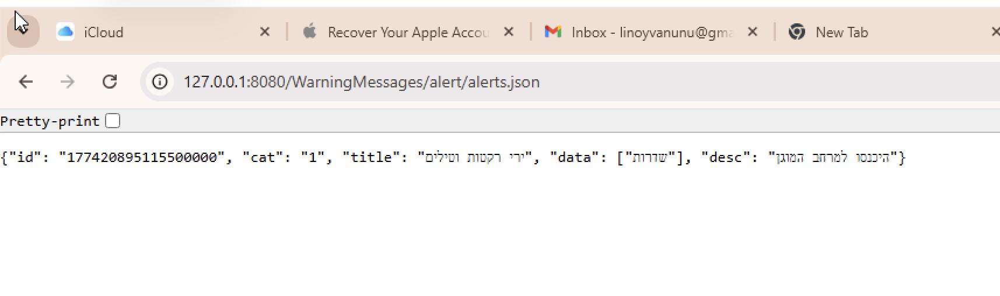 iCloud
Recover Your Apple Accou
Inbox - linoyvanunu@gma
New Tab
127.0.0.1:8080/WarningMessages/alert/alerts.json
Pretty-print
{"id": "177420895115500000", "cat": "1", "title": "ירי רקטות וטילים", "data": ["שדרות"], "desc": "היכנסו למרחב המוגן"}